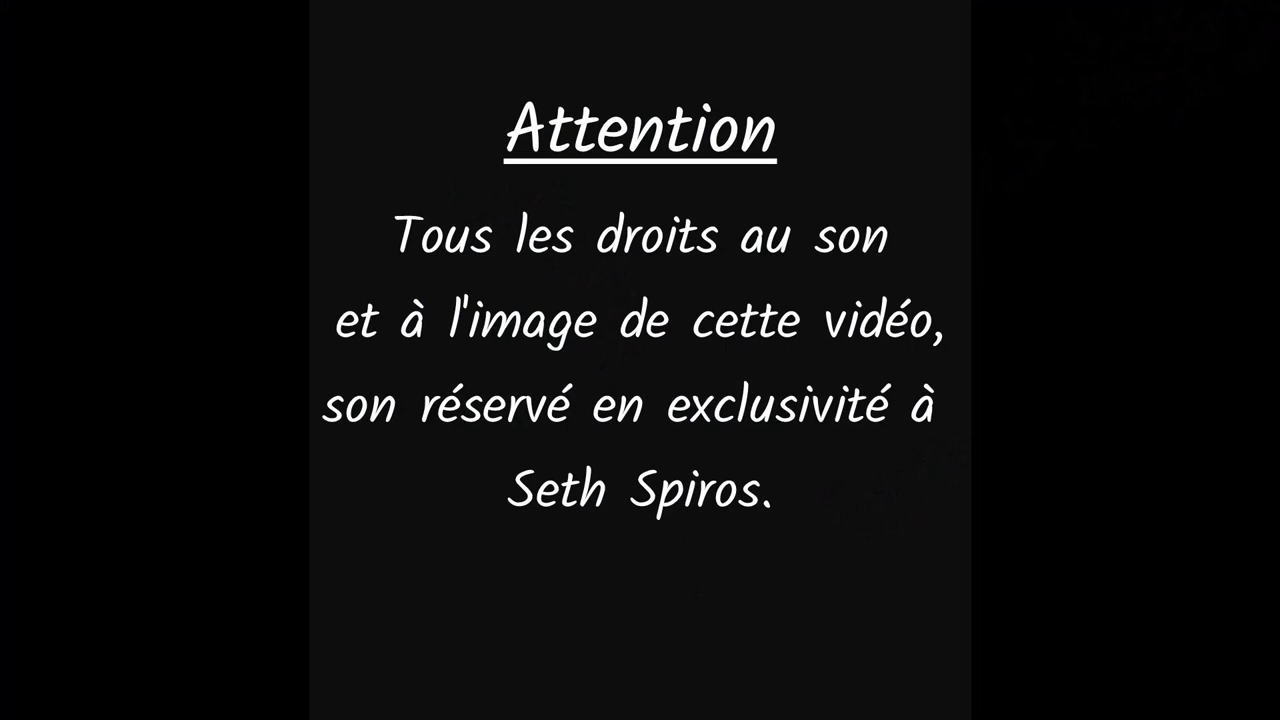 Attention
Tous les droits au son
et à l'image de cette vidéo,
son réservé en exclusivité à
Seth Spiros.